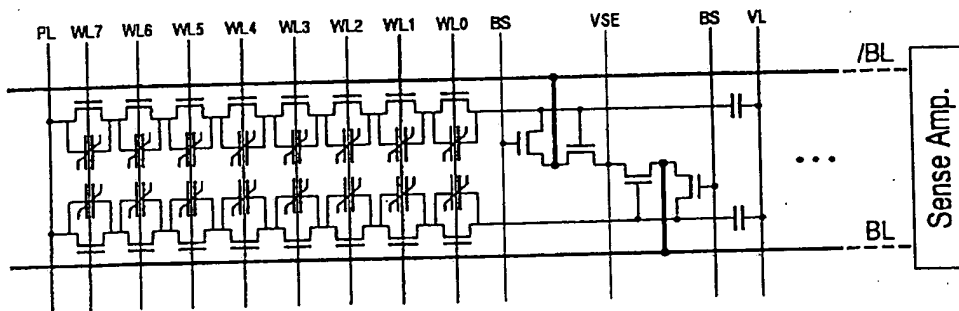 PL WL7 WL6 WL5 WL4 WL3 WL2 WL1 WL0 BS VSE BS VL
/BL
BL
Sense Amp.